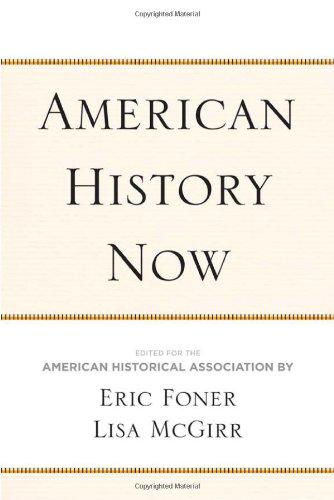 AMERICAN
HISTORY
NOW
EDITED FOR THE
AMERICAN HISTORICAL ASSOCIATION BY
ERIC FONER
LISA MCGIRR
Copyrighted Material
Copyrighted Material